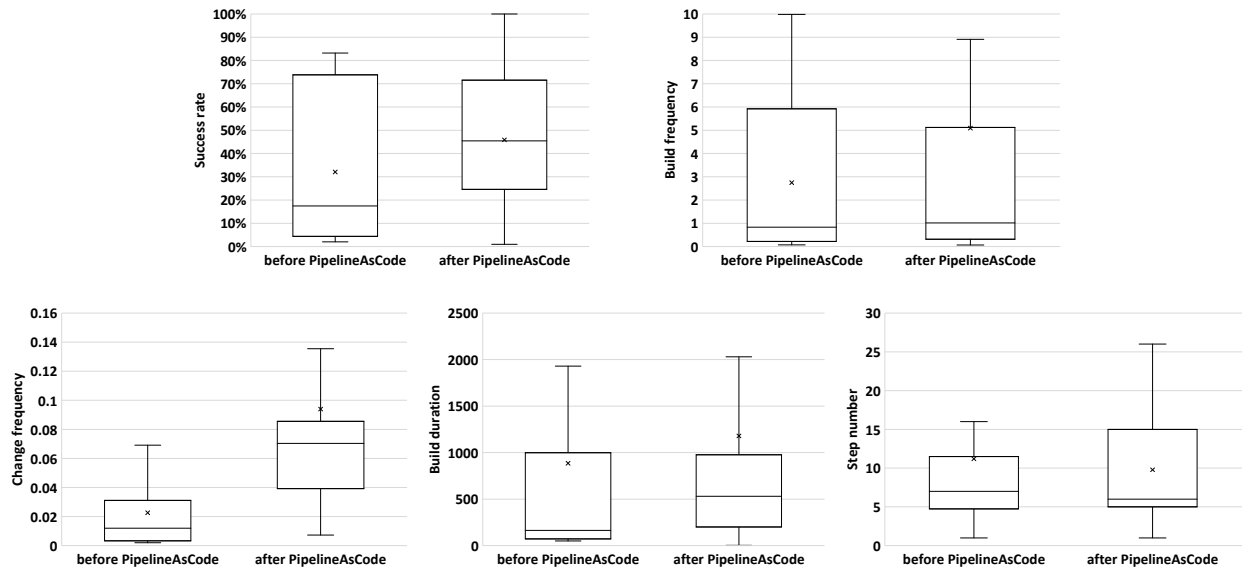 Success rate
100%
90%
80%
70%
60%
50%
40%
30%
20%
10%
0%
before PipelineAsCode
after PipelineAsCode
Build frequency
10
9
8
7
6
5
4
3
2
1
0
before PipelineAsCode
after PipelineAsCode
Change frequency
0.16
0.14
0.12
0.1
0.08
0.06
0.04
0.02
0
before PipelineAsCode
after PipelineAsCode
Build duration
2500
2000
1500
1000
500
0
before PipelineAsCode
after PipelineAsCode
Step number
30
25
20
15
10
5
0
before PipelineAsCode
after PipelineAsCode